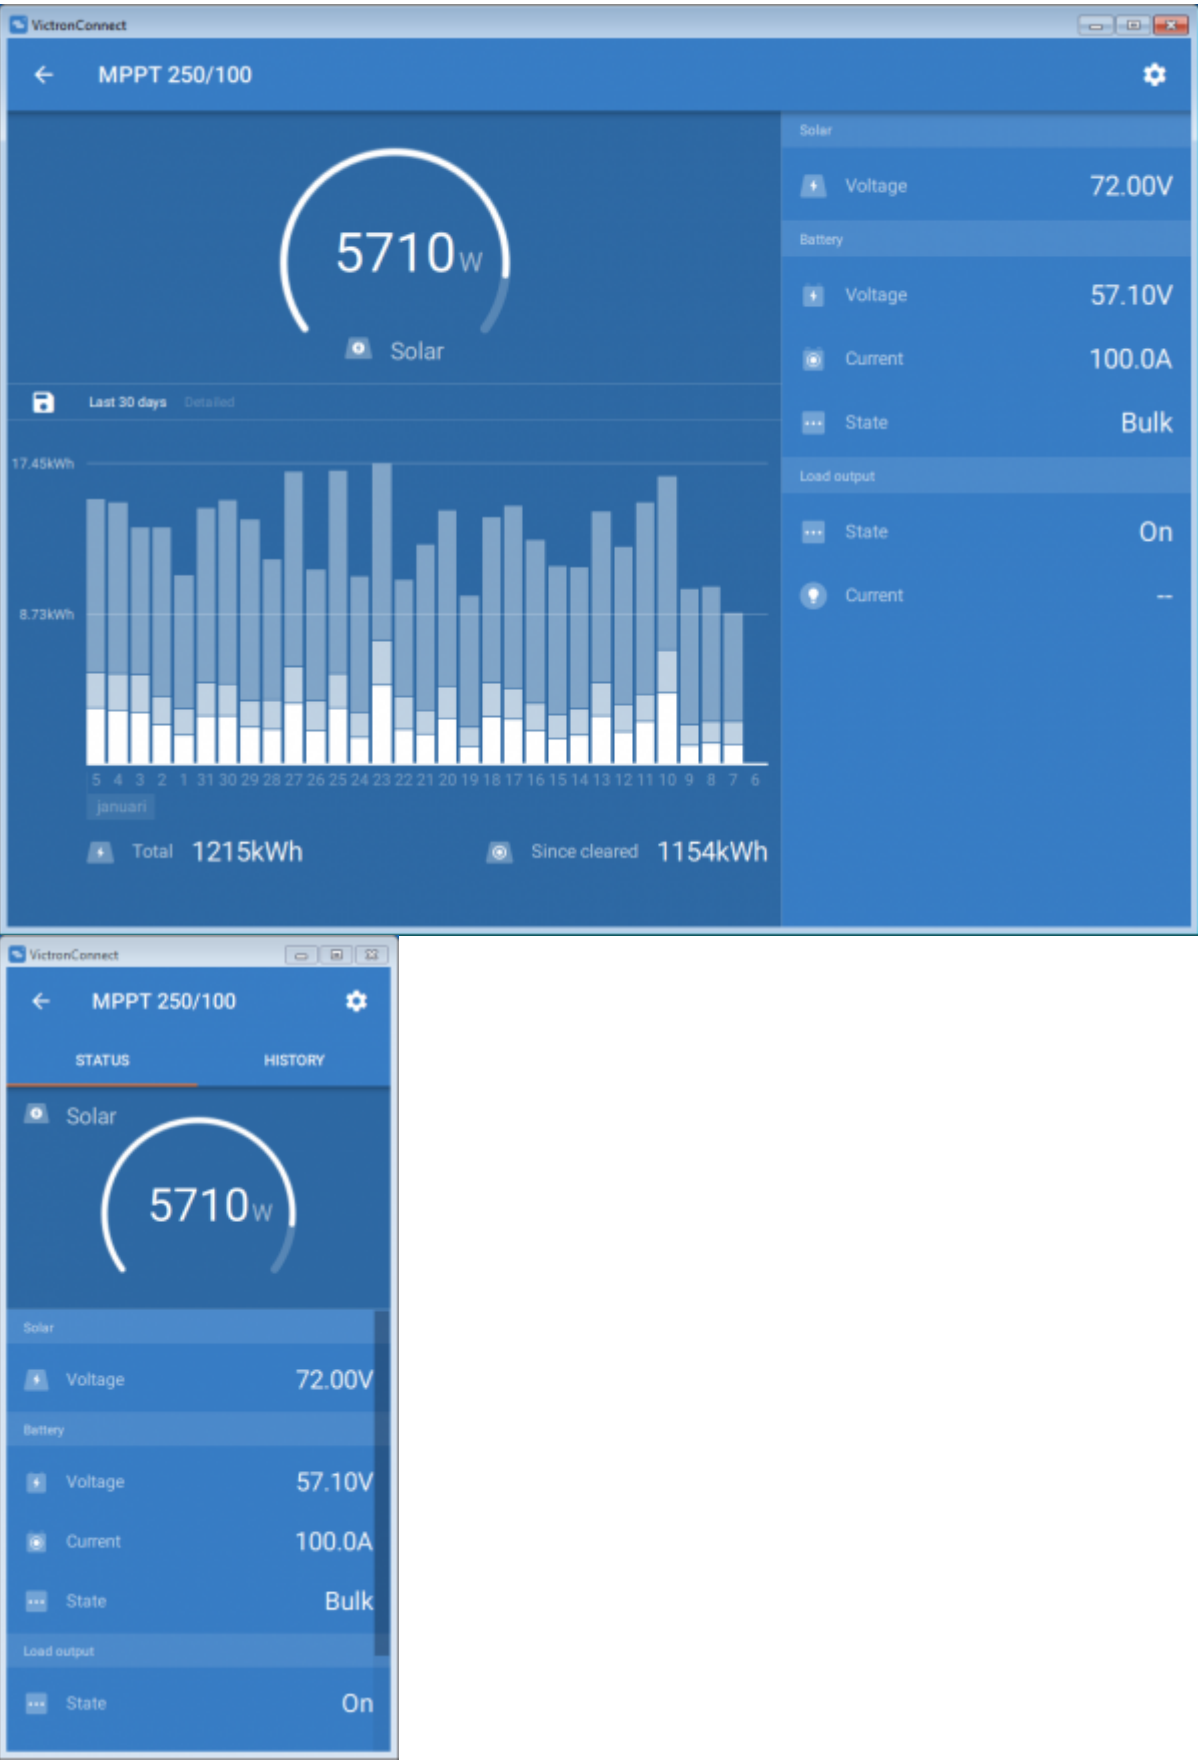 VictronConnect
MPPT 250/100
5710W
Solar
Last 30 days Detailed
17.45kWh
8.73kWh
5 4 3 2 1 31 30 29 28 27 26 25 24 23 22 21 20 19 18 17 16 15 14 13 12 11 10 9 8 7 6
januari
Total 1215kWh Since cleared 1154kWh
Solar
Voltage 72.00V
Battery
Voltage 57.10V
Current 100.0A
State Bulk
Load output
State On
Current --
VictronConnect
MPPT 250/100
STATUS HISTORY
Solar
5710W
Solar
Voltage 72.00V
Battery
Voltage 57.10V
Current 100.0A
State Bulk
Load output
State On